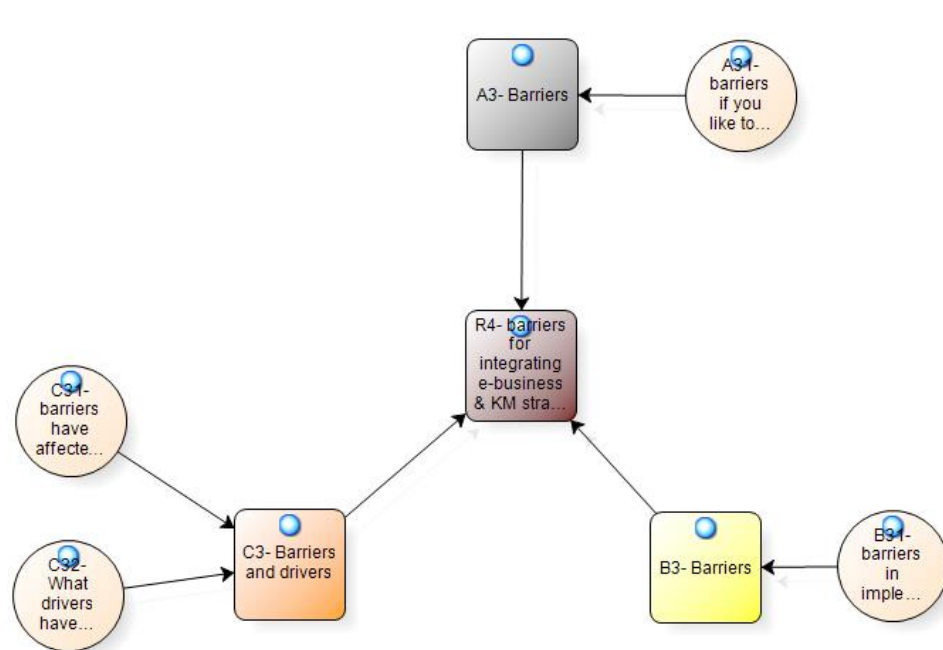 A3- Barriers
A31-
barriers
if you
like to...
R4- barriers
for
integrating
e-business
& KM stra...
C31-
barriers
have
affecte...
C3- Barriers
and drivers
C32-
What
drivers
have...
B3- Barriers
B31-
barriers
in
imple...